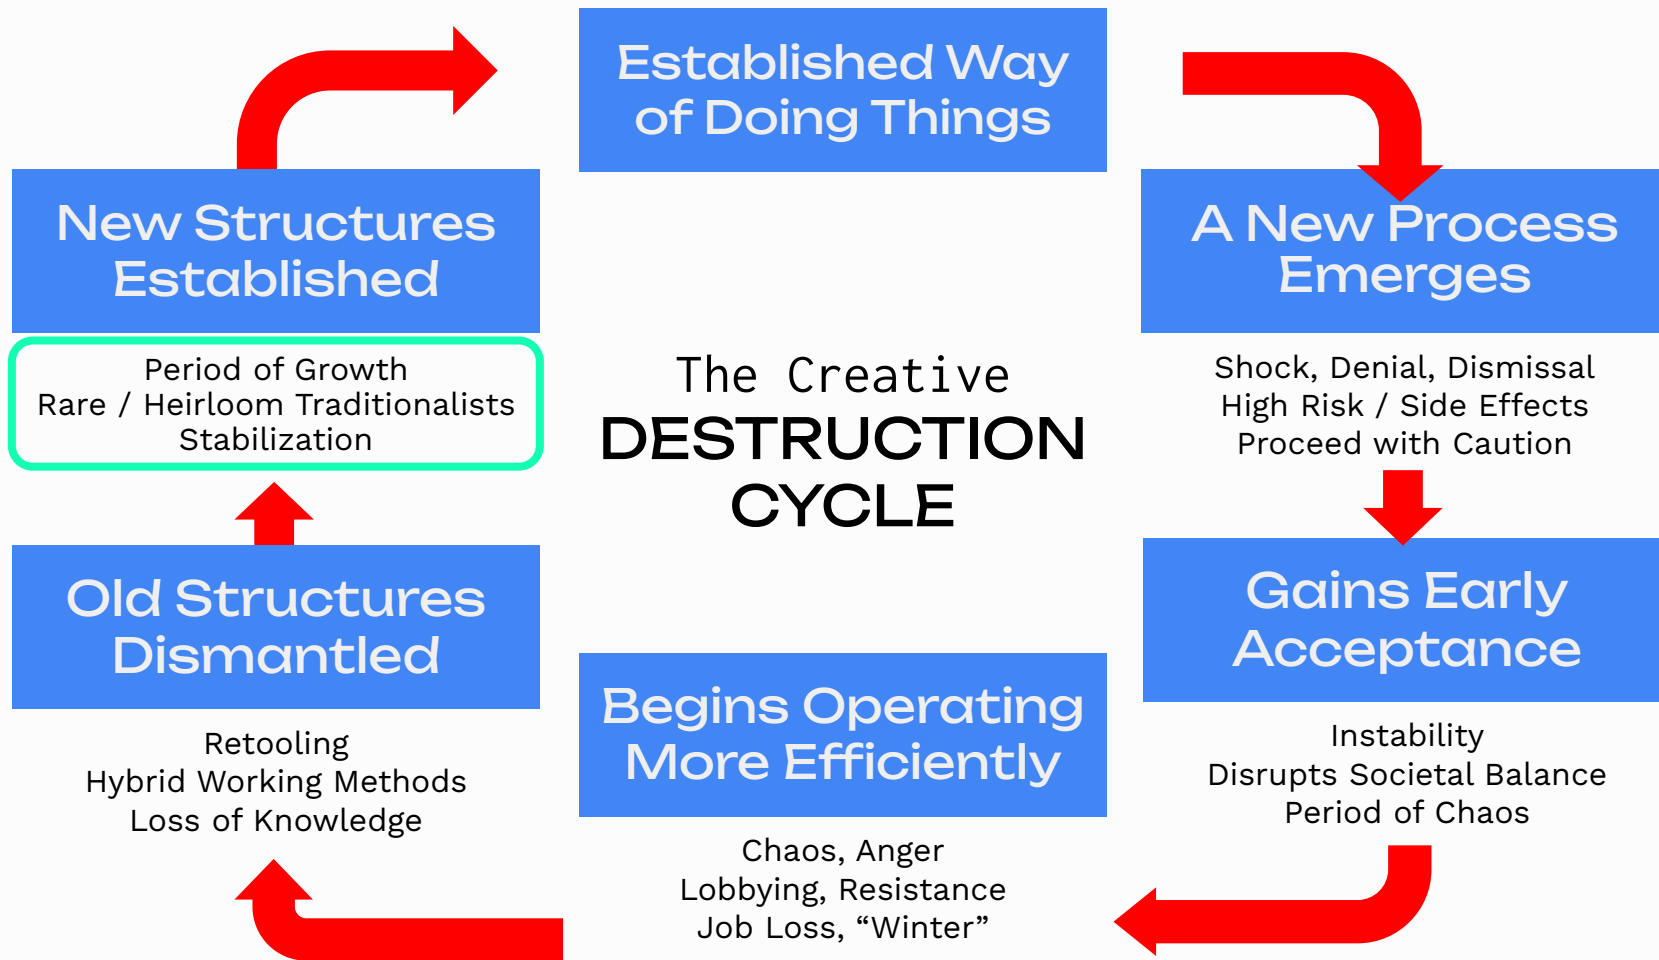 Established Way
of Doing Things
A New Process
Emerges
Shock, Denial, Dismissal
High Risk / Side Effects
Proceed with Caution
Gains Early
Acceptance
Instability
Disrupts Societal Balance
Period of Chaos
Begins Operating
More Efficiently
Chaos, Anger
Lobbying, Resistance
Job Loss, “Winter”
Old Structures
Dismantled
Retooling
Hybrid Working Methods
Loss of Knowledge
New Structures
Established
Period of Growth
Rare / Heirloom Traditionalists
Stabilization
The Creative
DESTRUCTION
CYCLE